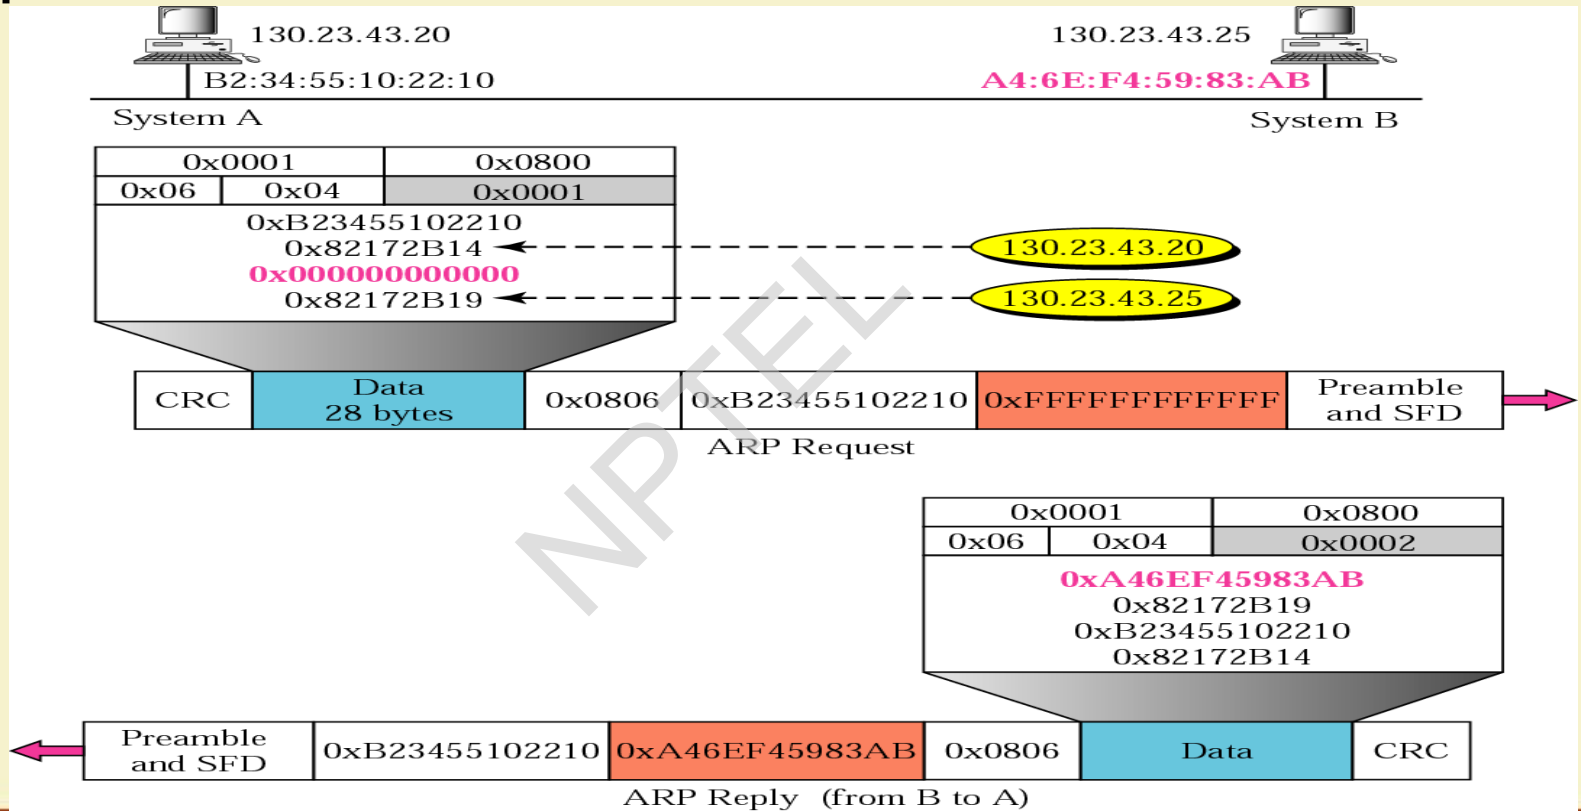 130.23.43.20
130.23.43.25
B2:34:55:10:22:10
A4:6E:F4:59:83:AB
System A
System B
0x0001 0x0800
0x06 0x04 0x0001
0xB23455102210
0x82172B14
130.23.43.20
0x000000000000
0x82172B19
130.23.43.25
CRC
Data
28 bytes
0x0806
0xB23455102210
0xFFFFFFFFFFFF
Preamble
and SFD
ARP Request
NPTEL
0x0001 0x0800
0x06 0x04 0x0002
0xA46EF45983AB
0x82172B19
0xB23455102210
0x82172B14
Preamble
and SFD
0xB23455102210
0xA46EF45983AB
0x0806
Data
CRC
ARP Reply (from B to A)